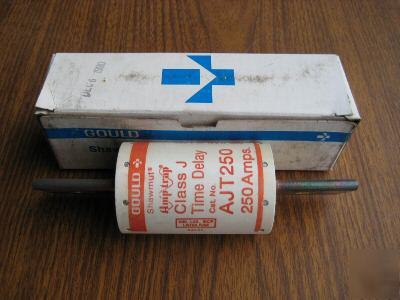 GOULD
Shaw
GOULD
Shawmut®
Amp-trap®
Class J
Time Delay
Cat. No.
AJT250
250 Amps.